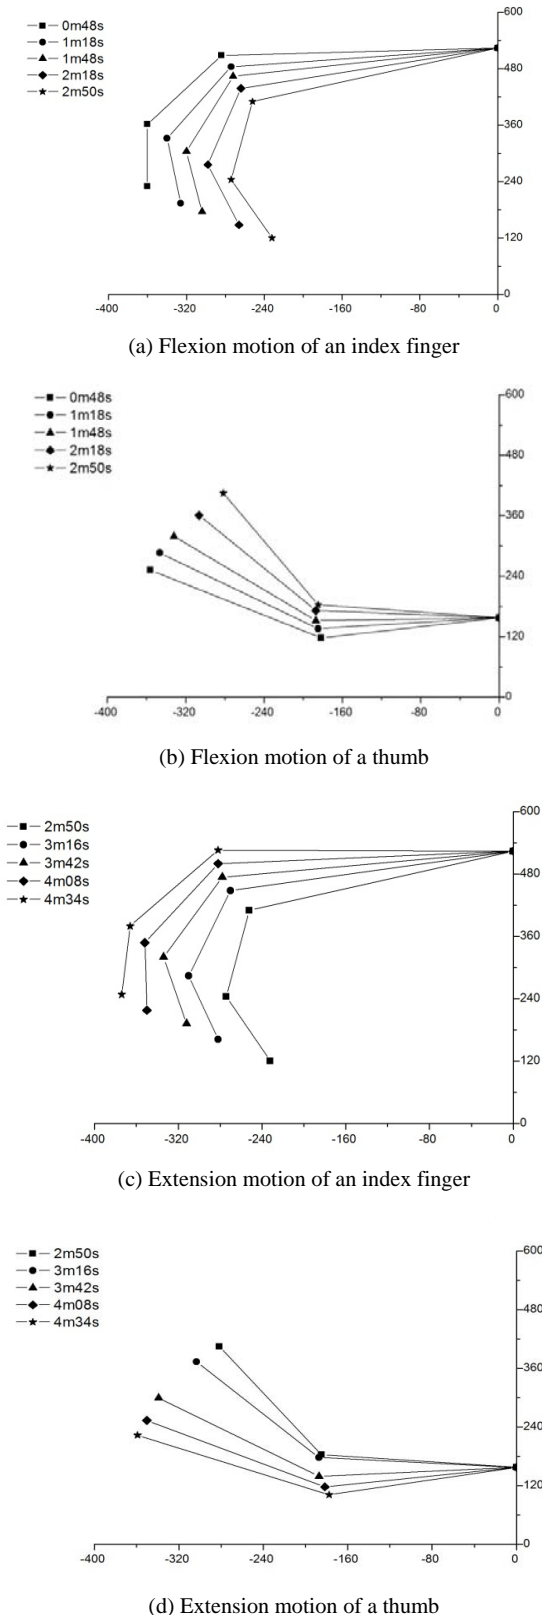 0m48s
1m18s
1m48s
2m18s
2m50s
600
480
360
240
120
0
-400 -320 -240 -160 -80 0
(a) Flexion motion of an index finger
0m48s
1m18s
1m48s
2m18s
2m50s
600
480
360
240
120
0
-400 -320 -240 -160 -80 0
(b) Flexion motion of a thumb
2m50s
3m16s
3m42s
4m08s
4m34s
600
480
360
240
120
0
-400 -320 -240 -160 -80 0
(c) Extension motion of an index finger
2m50s
3m16s
3m42s
4m08s
4m34s
600
480
360
240
120
0
-400 -320 -240 -160 -80 0
(d) Extension motion of a thumb